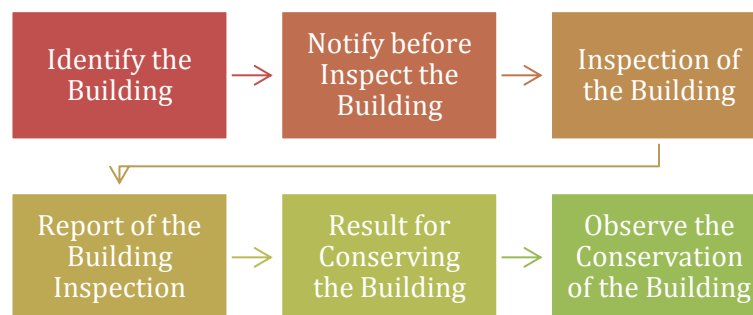 Identify the
Building
Notify before
Inspect the
Building
Inspection of
the Building
Report of the
Building
Inspection
Result for
Conserving
the Building
Observe the
Conservation
of the Building